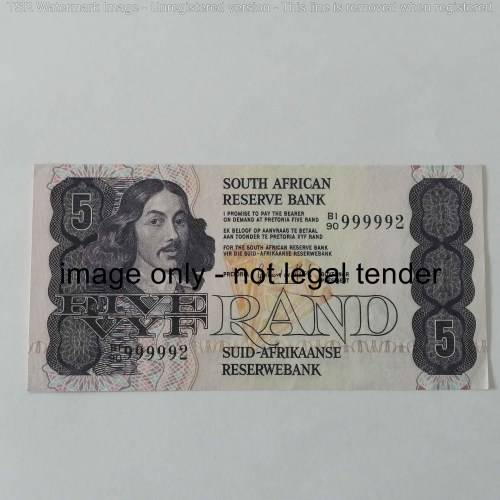 TSR Watermark Image - Unregistered version - This line is removed when registered
5
SOUTH AFRICAN
RESERVE BANK
I PROMISE TO PAY THE BEARER
ON DEMAND AT PRETORIA FIVE RAND
EK BELOOF OP AANVRAAG TE BETAAL
AAN TOONDER TE PRETORIA VYF RAND
FOR THE SOUTH AFRICAN RESERVE BANK
VIR DIE SUID-AFRIKAANSE RESERWEBANK
BI
90 999992
image only - not legal tender
FIVE
VYF RAND
999992
SUID-AFRIKAANSE
RESERWEBANK
5